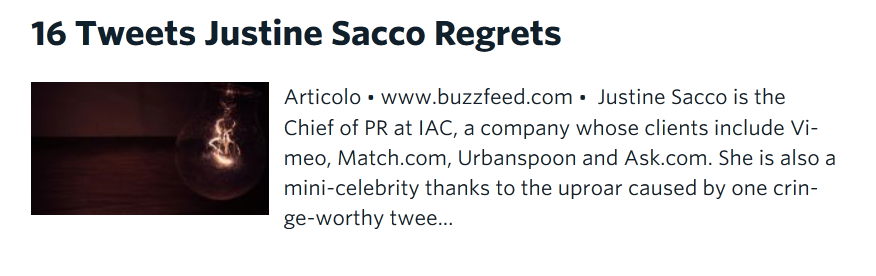 16 Tweets Justine Sacco Regrets
Articolo • www.buzzfeed.com • Justine Sacco is the
Chief of PR at IAC, a company whose clients include Vi-
meo, Match.com, Urbanspoon and Ask.com. She is also a
mini-celebrity thanks to the uproar caused by one crin-
ge-worthy twee...